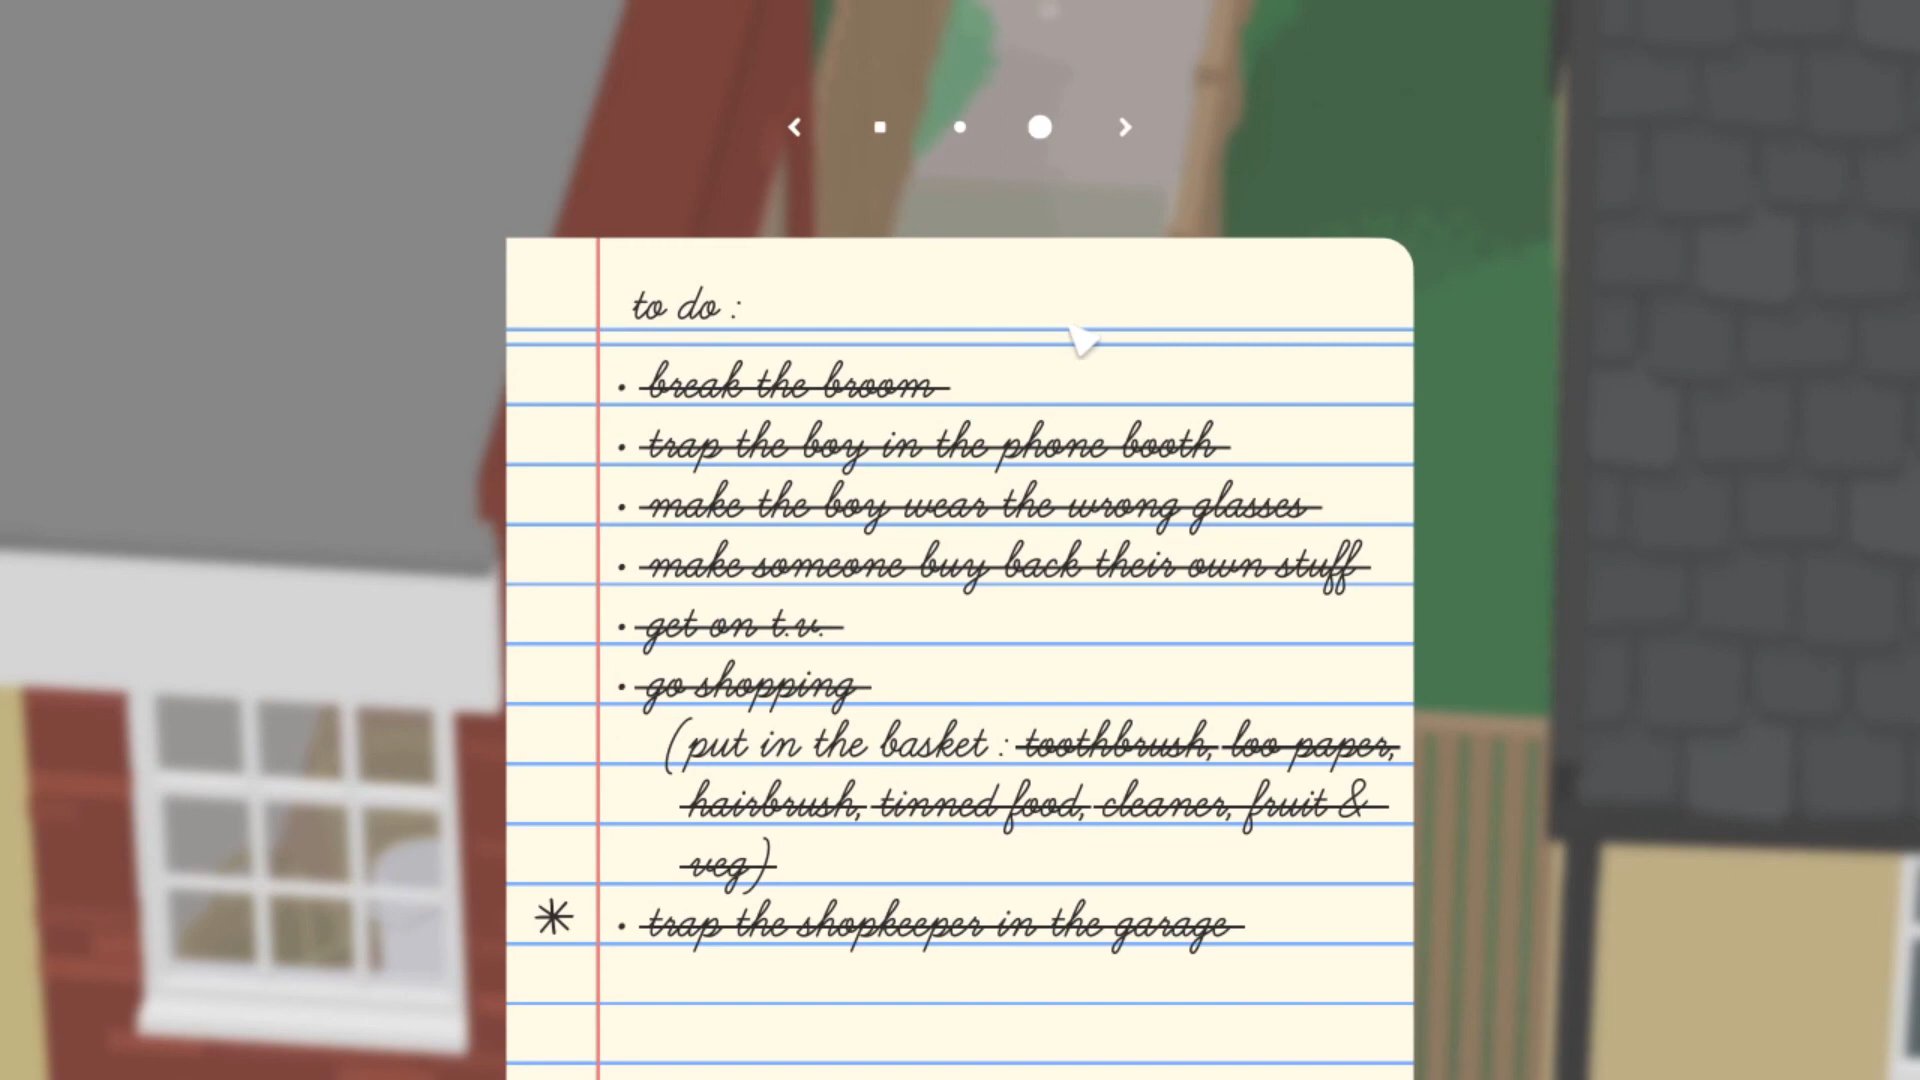 to do :
• break the broom
• trap the boy in the phone booth
• make the boy wear the wrong glasses
• make someone buy back their own stuff
• get on t.v.
• go shopping
(put in the basket : toothbrush, loo paper,
hairbrush, tinned food, cleaner, fruit &
veg)
* • trap the shopkeeper in the garage